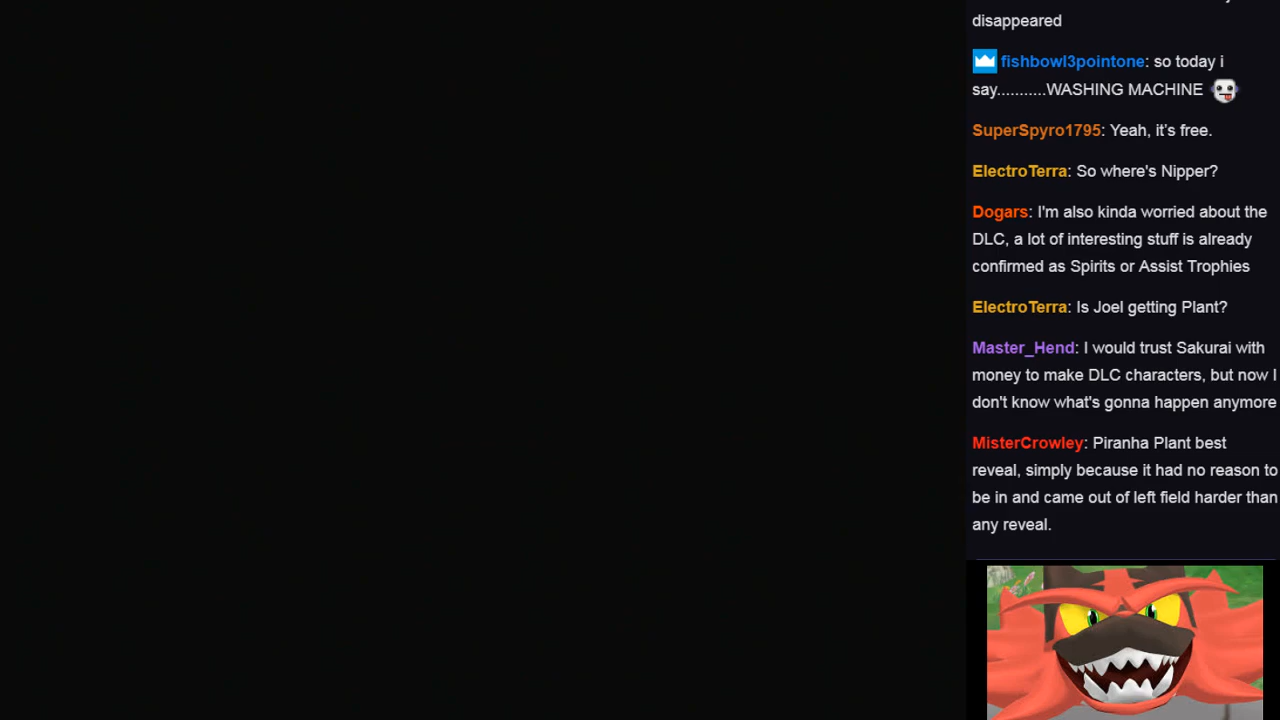 disappeared
fishbowl3pointone: so today i
say...........WASHING MACHINE
SuperSpyro1795: Yeah, it's free.
ElectroTerra: So where's Nipper?
Dogars: I'm also kinda worried about the
DLC, a lot of interesting stuff is already
confirmed as Spirits or Assist Trophies
ElectroTerra: Is Joel getting Plant?
Master_Hend: I would trust Sakurai with
money to make DLC characters, but now I
don't know what's gonna happen anymore
MisterCrowley: Piranha Plant best
reveal, simply because it had no reason to
be in and came out of left field harder than
any reveal.